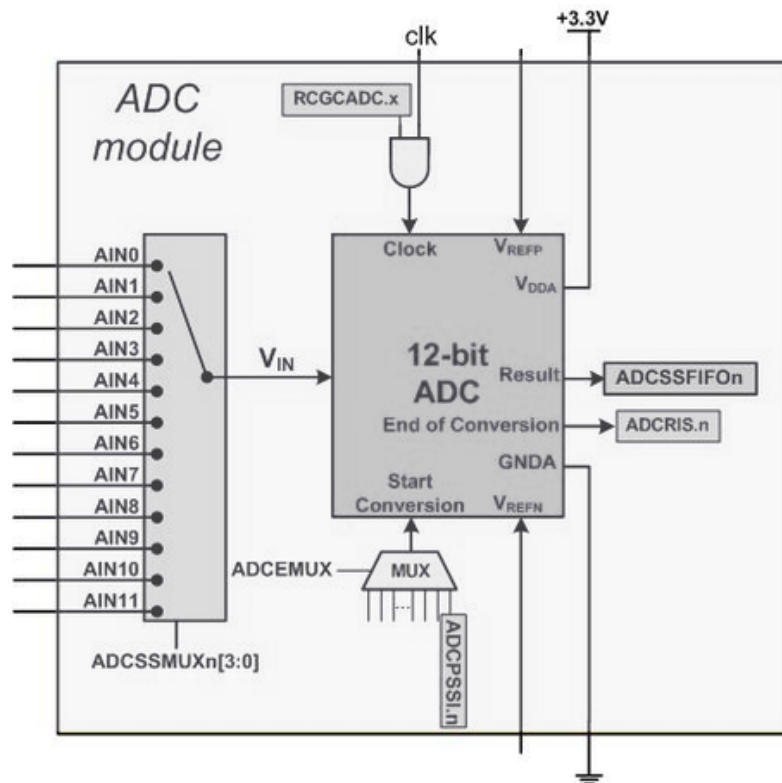 +3.3V
clk
ADC
module
RCGCADC.x
Clock
VREFP
VDDA
AIN0
AIN1
AIN2
AIN3
AIN4
AIN5
AIN6
AIN7
AIN8
AIN9
AIN10
AIN11
VIN
12-bit
ADC
Result
ADCSSFIFOn
End of Conversion
ADCRIS.n
GNDA
Start
Conversion
VREFN
ADCEMUX
MUX
ADCPSSI.n
ADCSSMUXn[3:0]